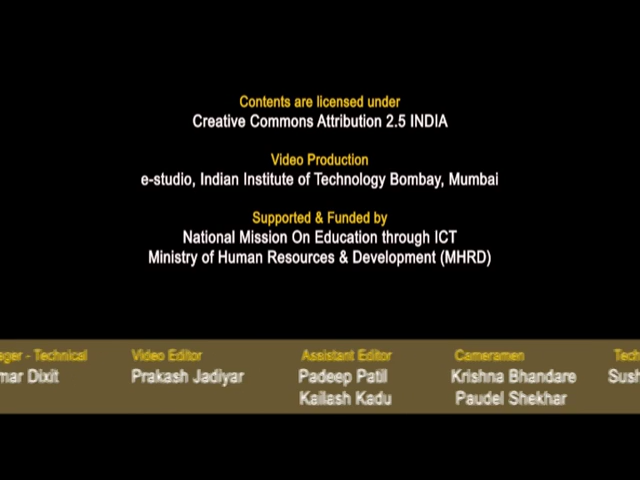 Contents are licensed under
Creative Commons Attribution 2.5 INDIA
Video Production
e-studio, Indian Institute of Technology Bombay, Mumbai
Supported & Funded by
National Mission On Education through ICT
Ministry of Human Resources & Development (MHRD)
- Technical Video Editor Assistant Editor Cameramen
Dixit Prakash Jadiyar Padeep Patil Krishna Bhandare
Kailash Kadu Paudel Shekhar